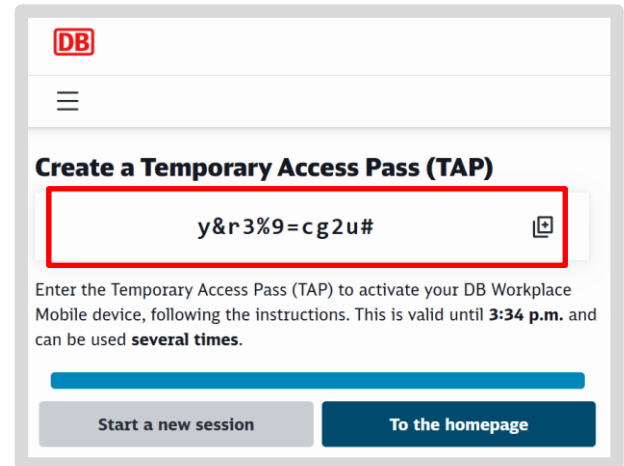 DB
Create a Temporary Access Pass (TAP)
y&r3%9=cg2u#
Enter the Temporary Access Pass (TAP) to activate your DB Workplace
Mobile device, following the instructions. This is valid until 3:34 p.m. and
can be used several times.
Start a new session
To the homepage